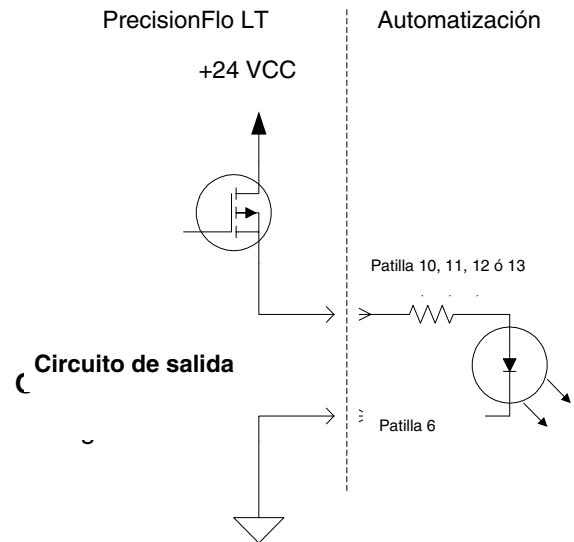 PrecisionFlo LT
Automatización
+24 VCC
Patilla 10, 11, 12 ó 13
Circuito de salida
Patilla 6